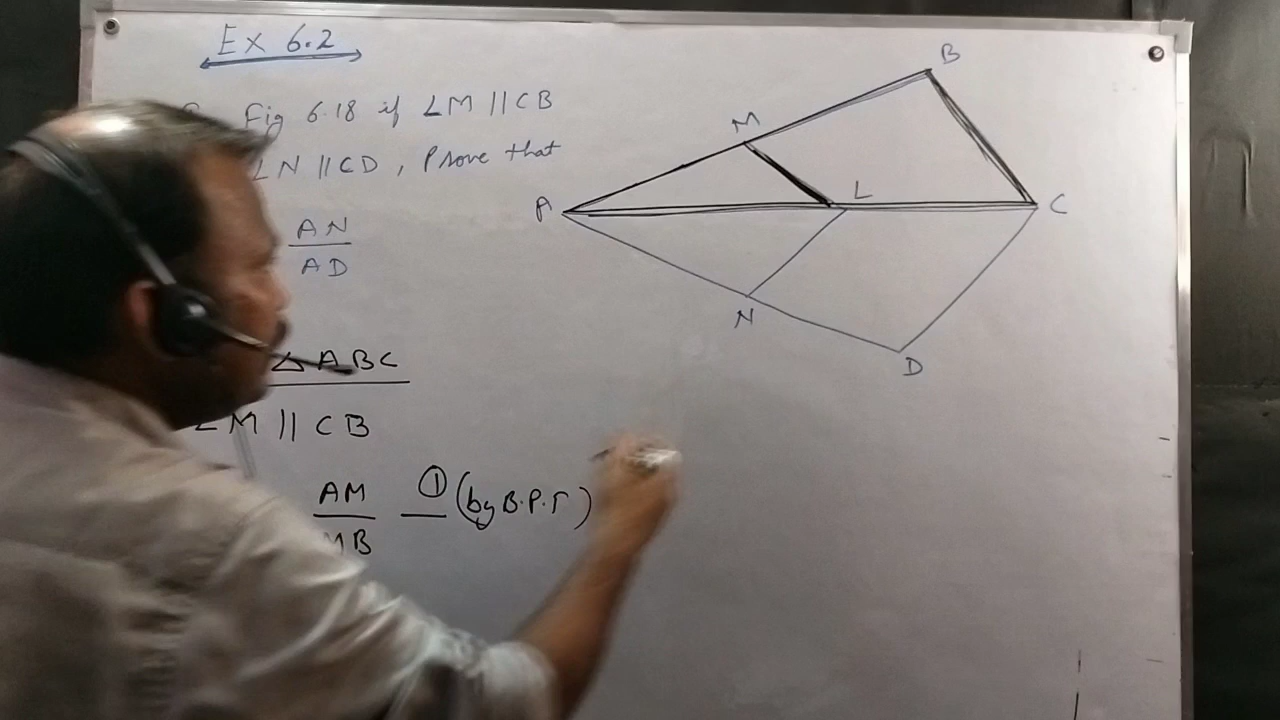 Ex 6.2
Fig 6.18 if LM || CB
LN || CD, Prove that
AN
AD
△ ABC
LM || CB
AM
MB
① (by B.P.T)
A
M
B
L
C
N
D